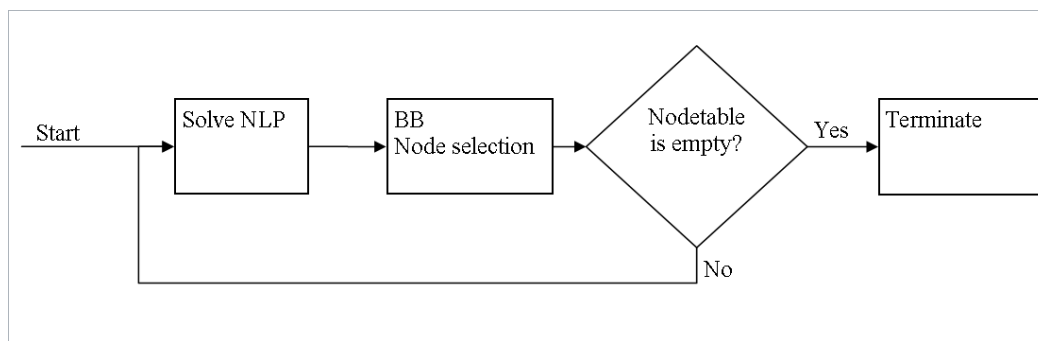 Start
Solve NLP
BB
Node selection
Nodetable
is empty?
Yes
Terminate
No